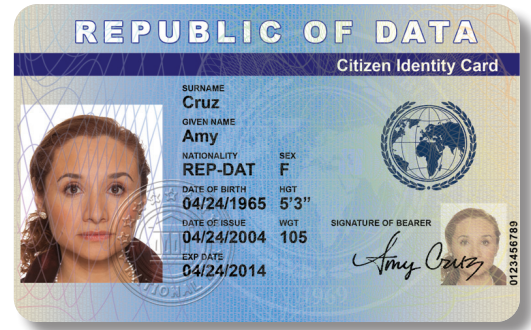 REPUBLIC OF DATA
Citizen Identity Card
SURNAME
Cruz
GIVEN NAME
Amy
NATIONALITY SEX
REP-DAT F
DATE OF BIRTH HGT
04/24/1965 5'3”
DATE OF ISSUE WGT
04/24/2004 105
SIGNATURE OF BEARER
Amy Cruz
EXP DATE
04/24/2014
0123456789